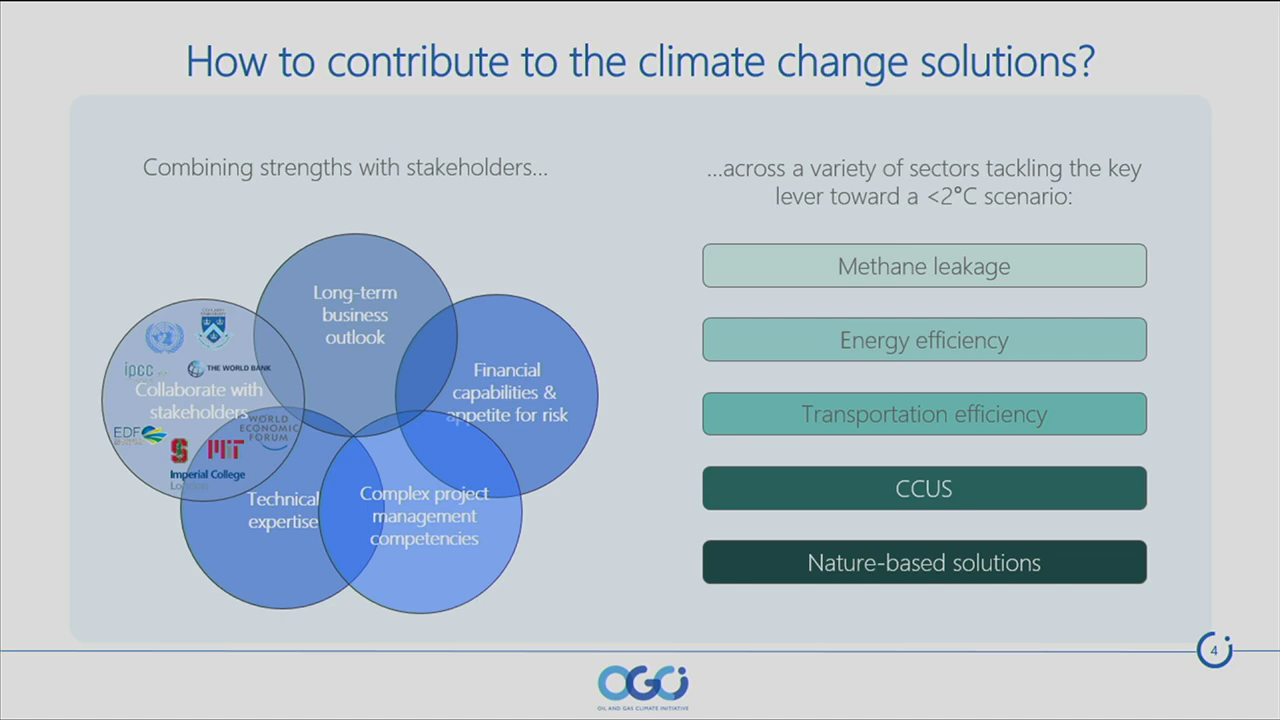 How to contribute to the climate change solutions?
Combining strengths with stakeholders...
Long-term
business
outlook
Financial
capabilities &
appetite for risk
ipcc
THE WORLD BANK
Collaborate with
stakeholders
WORLD
ECONOMIC
FORUM
EDF
S
MIT
Imperial College
Technical
expertise
Complex project
management
competencies
...across a variety of sectors tackling the key
lever toward a <2°C scenario:
Methane leakage
Energy efficiency
Transportation efficiency
CCUS
Nature-based solutions
4
OGCI
OIL AND GAS CLIMATE INITIATIVE